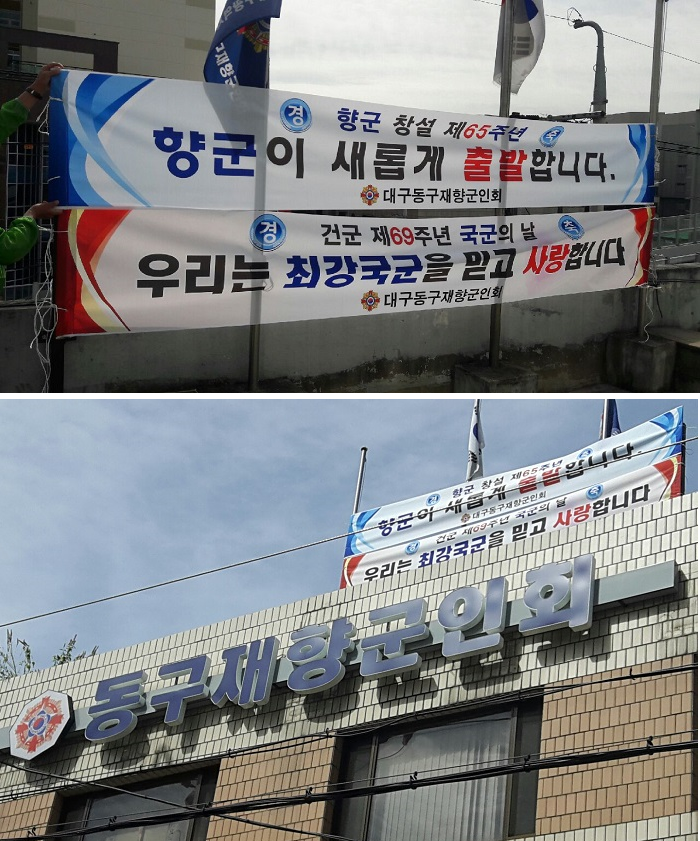 경 향군 창설 제65주년 축
향군이 새롭게 출발합니다.
대구동구재향군인회
경 건군 제69주년 국군의 날 축
우리는 최강국군을 믿고 사랑합니다
대구동구재향군인회
경 향군 창설 제65주년 축
향군이 새롭게 출발합니다.
대구동구재향군인회
경 건군 제69주년 국군의 날 축
우리는 최강국군을 믿고 사랑합니다
동구재향군인회